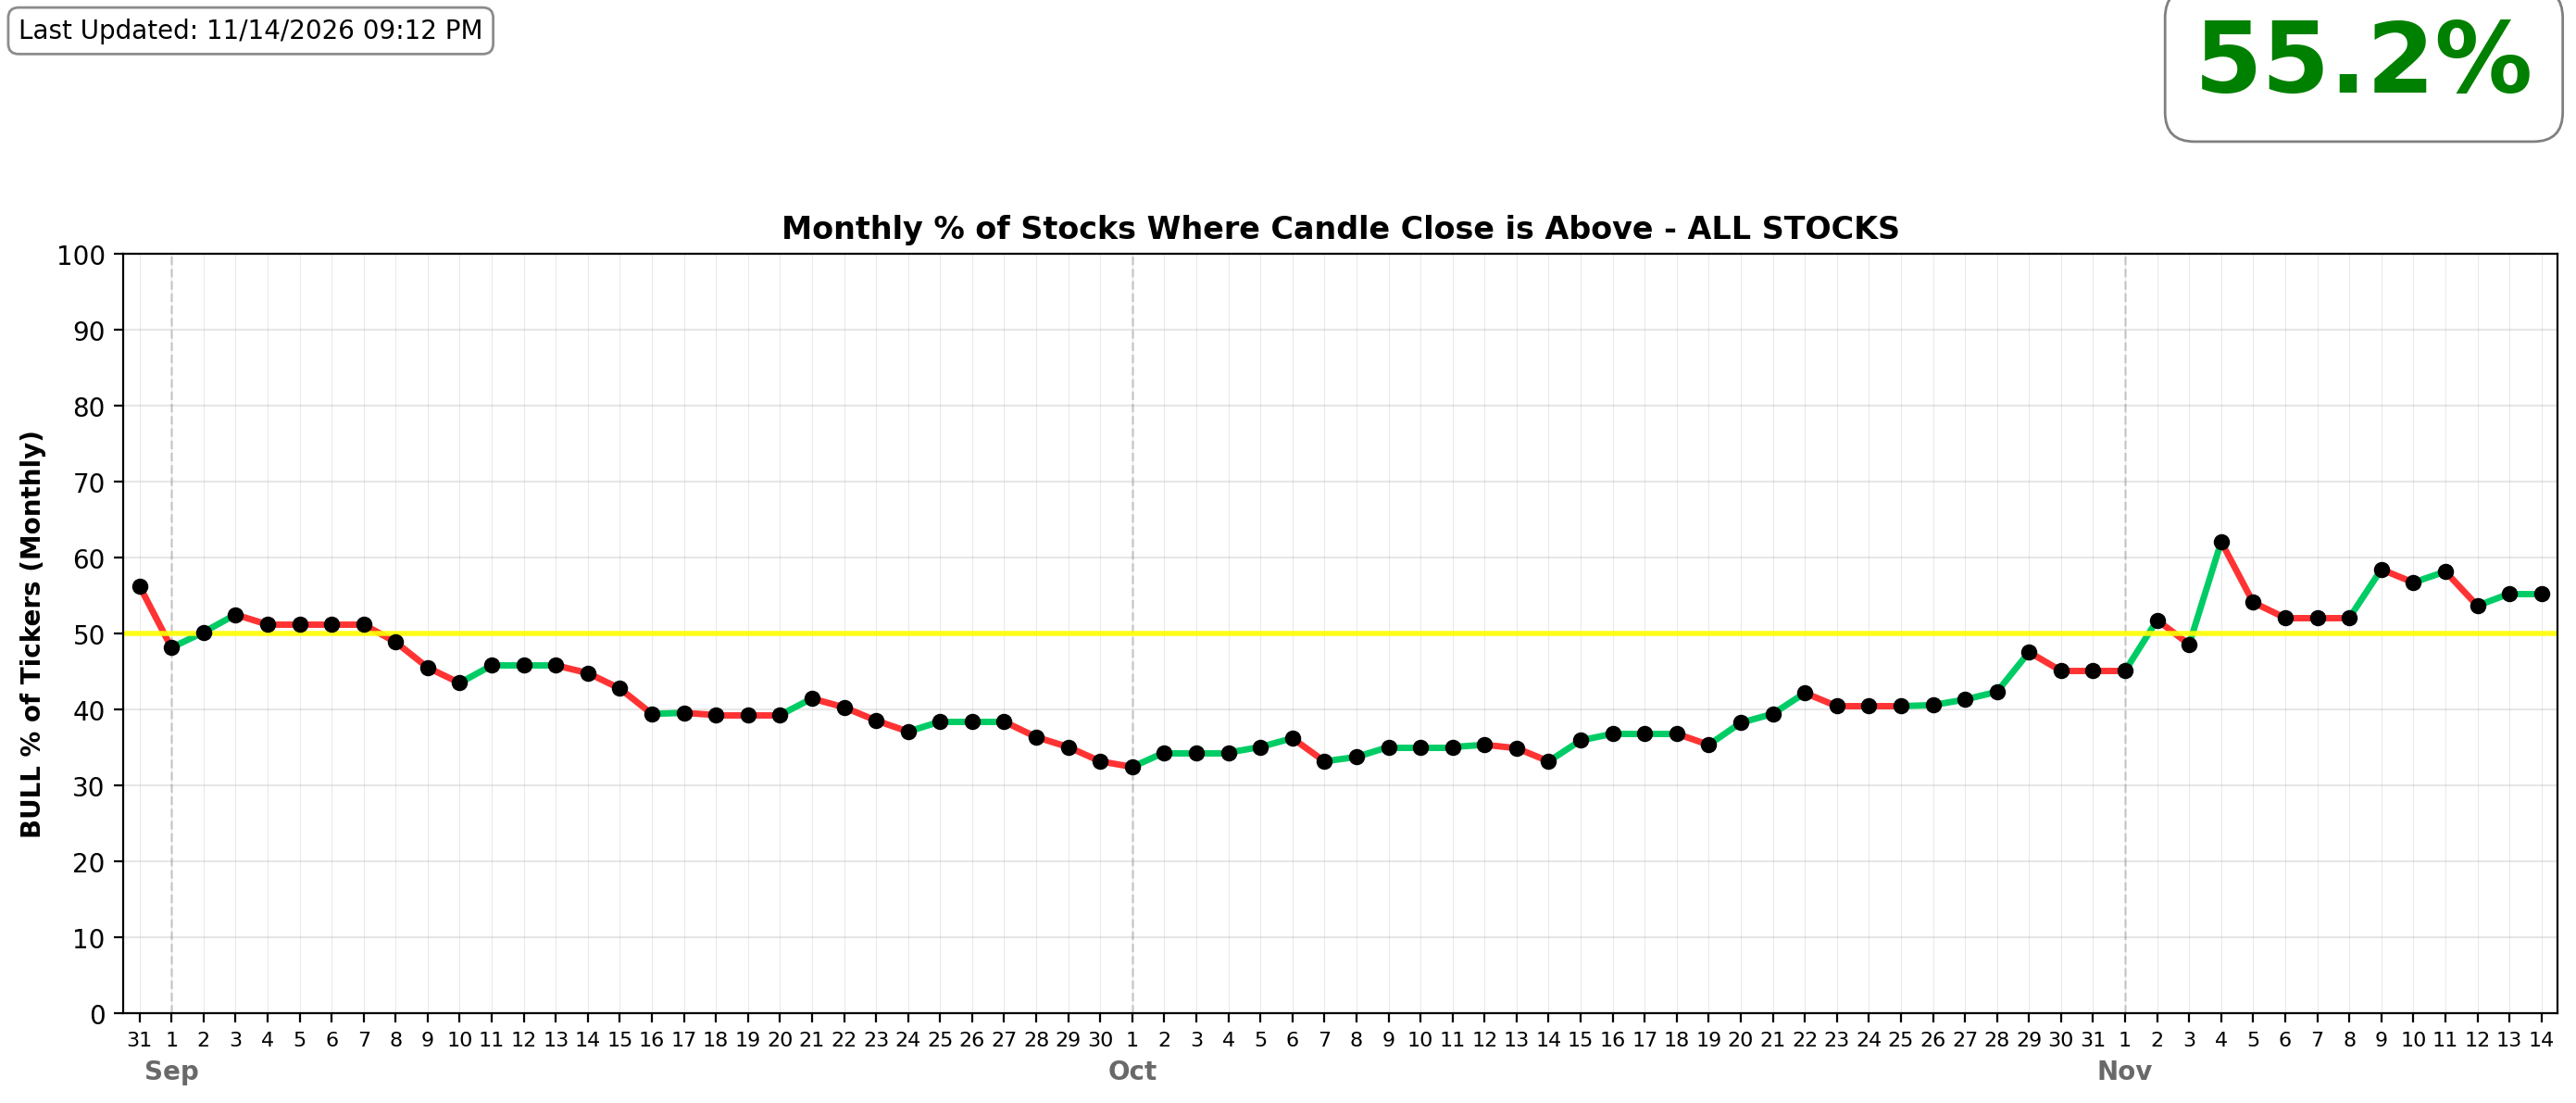 Last Updated: 11/14/2026 09:12 PM
55.2%
Monthly % of Stocks Where Candle Close is Above - ALL STOCKS
BULL % of Tickers (Monthly)
100
90
80
70
60
50
40
30
20
10
0
31 1 2 3 4 5 6 7 8 9 10 11 12 13 14 15 16 17 18 19 20 21 22 23 24 25 26 27 28 29 30 1 2 3 4 5 6 7 8 9 10 11 12 13 14 15 16 17 18 19 20 21 22 23 24 25 26 27 28 29 30 31 1 2 3 4 5 6 7 8 9 10 11 12 13 14
Sep Oct Nov